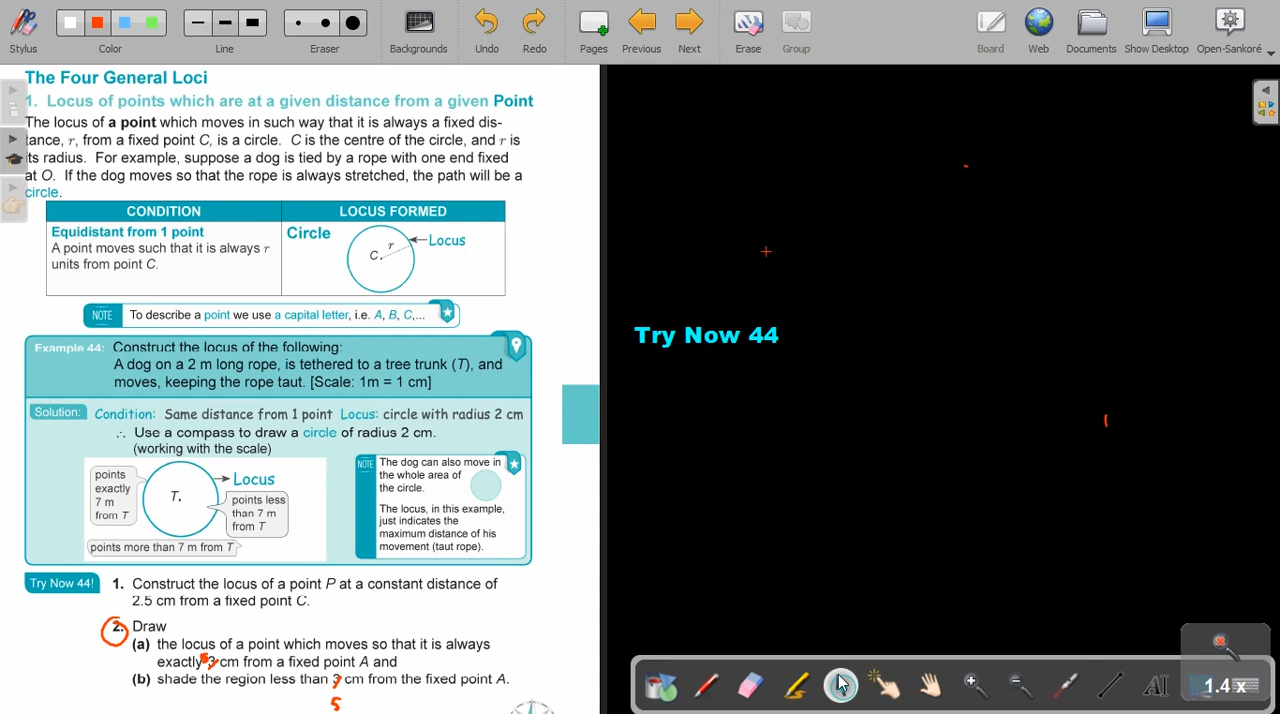 Stylus
Color
Line
Eraser
Backgrounds
Undo
Redo
Pages
Previous
Next
Erase
Group
Board
Web
Documents
Show Desktop
Open-Sankoré
The Four General Loci
1. Locus of points which are at a given distance from a given Point
The locus of a point which moves in such way that it is always a fixed dis-
tance, r, from a fixed point C, is a circle. C is the centre of the circle, and r is
its radius. For example, suppose a dog is tied by a rope with one end fixed
at O. If the dog moves so that the rope is always stretched, the path will be a
circle.
CONDITION
LOCUS FORMED
Equidistant from 1 point
A point moves such that it is always r
units from point C.
Circle
C
r
Locus
NOTE To describe a point we use a capital letter, i.e. A, B, C,...
Example 44: Construct the locus of the following:
A dog on a 2 m long rope, is tethered to a tree trunk (T), and
moves, keeping the rope taut. [Scale: 1m = 1 cm]
Solution: Condition: Same distance from 1 point Locus: circle with radius 2 cm
∴ Use a compass to draw a circle of radius 2 cm.
(working with the scale)
points
exactly
7 m
from T
T.
Locus
points less
than 7 m
from T
points more than 7 m from T
NOTE The dog can also move in
the whole area of
the circle.
The locus, in this example,
just indicates the
maximum distance of his
movement (taut rope).
Try Now 44! 1. Construct the locus of a point P at a constant distance of
2.5 cm from a fixed point C.
2. Draw
(a) the locus of a point which moves so that it is always
exactly 3 cm from a fixed point A and
(b) shade the region less than 3 cm from the fixed point A.
5
Try Now 44
1.4 x